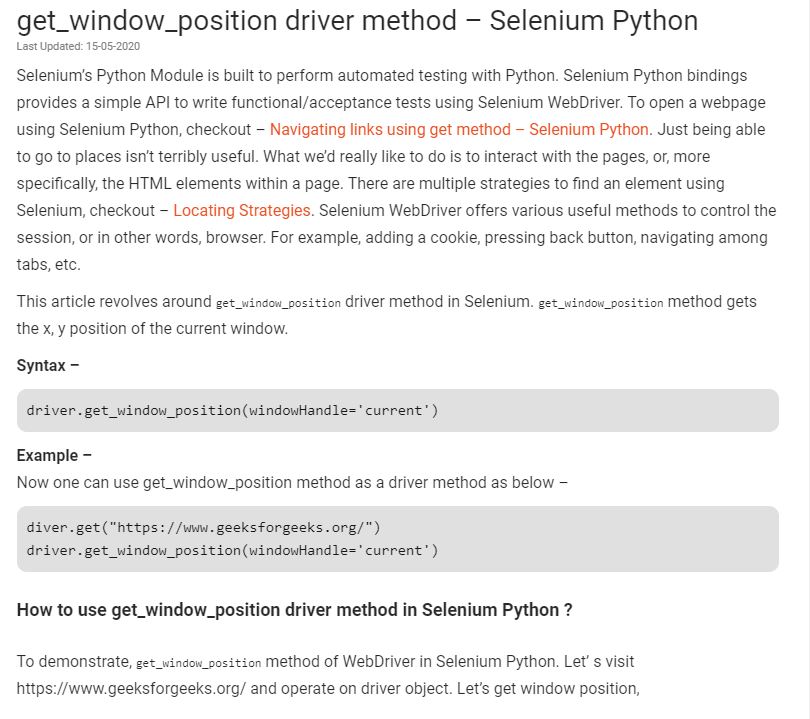 get_window_position driver method – Selenium Python
Last Updated: 15-05-2020
Selenium’s Python Module is built to perform automated testing with Python. Selenium Python bindings
provides a simple API to write functional/acceptance tests using Selenium WebDriver. To open a webpage
using Selenium Python, checkout – Navigating links using get method – Selenium Python. Just being able
to go to places isn’t terribly useful. What we’d really like to do is to interact with the pages, or, more
specifically, the HTML elements within a page. There are multiple strategies to find an element using
Selenium, checkout – Locating Strategies. Selenium WebDriver offers various useful methods to control the
session, or in other words, browser. For example, adding a cookie, pressing back button, navigating among
tabs, etc.
This article revolves around get_window_position driver method in Selenium. get_window_position method gets
the x, y position of the current window.
Syntax –
driver.get_window_position(windowHandle='current')
Example –
Now one can use get_window_position method as a driver method as below –
diver.get("https://www.geeksforgeeks.org/")
driver.get_window_position(windowHandle='current')
How to use get_window_position driver method in Selenium Python ?
To demonstrate, get_window_position method of WebDriver in Selenium Python. Let’ s visit
https://www.geeksforgeeks.org/ and operate on driver object. Let’s get window position,